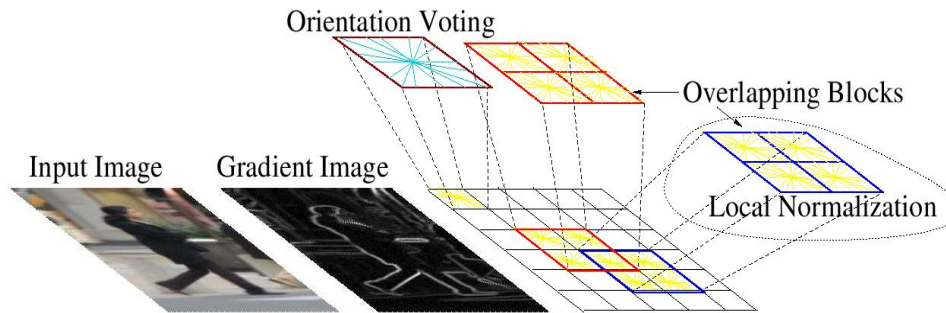 Orientation Voting
Overlapping Blocks
Input Image
Gradient Image
Local Normalization